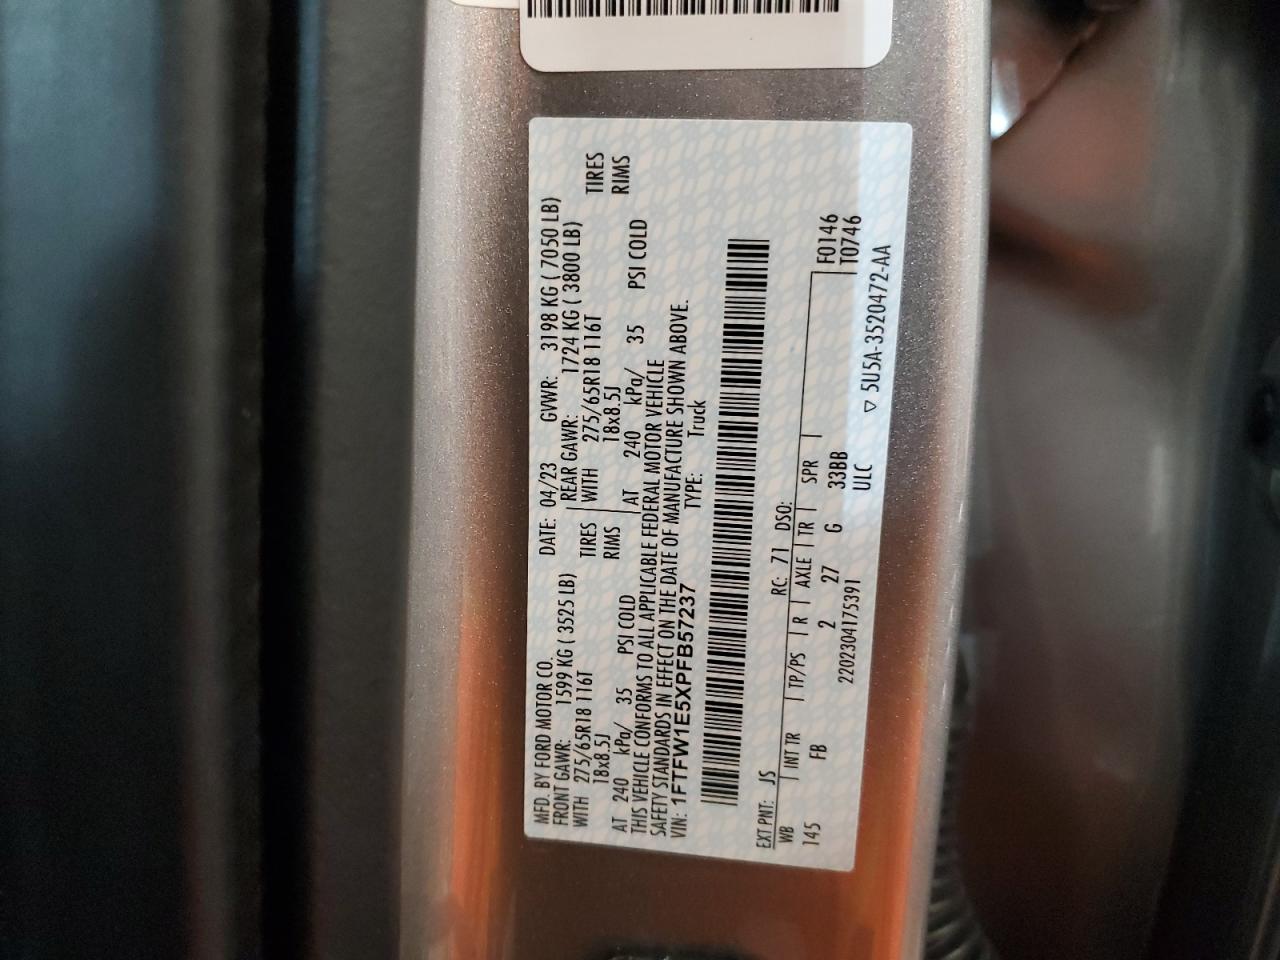 MFD. BY FORD MOTOR CO.
DATE: 04/23 GVWR: 3198 KG ( 7050 LB)
FRONT GAWR: 1599 KG ( 3525 LB) REAR GAWR: 1724 KG ( 3800 LB)
WITH 275/65R18 116T TIRES WITH 275/65R18 116T TIRES
18x8.5J RIMS 18x8.5J RIMS
AT 240 kPa/ 35 PSI COLD AT 240 kPa/ 35 PSI COLD
THIS VEHICLE CONFORMS TO ALL APPLICABLE FEDERAL MOTOR VEHICLE
SAFETY STANDARDS IN EFFECT ON THE DATE OF MANUFACTURE SHOWN ABOVE.
VIN: 1FTFW1E5XPFB57237 TYPE: Truck
EXT PNT: JS RC: 71 DSO:
WB INT TR TP/PS R AXLE TR SPR F0146
145 FB 2 27 G 33BB T0746
2202304175391 ULC
▽ 5U5A-3520472-AA